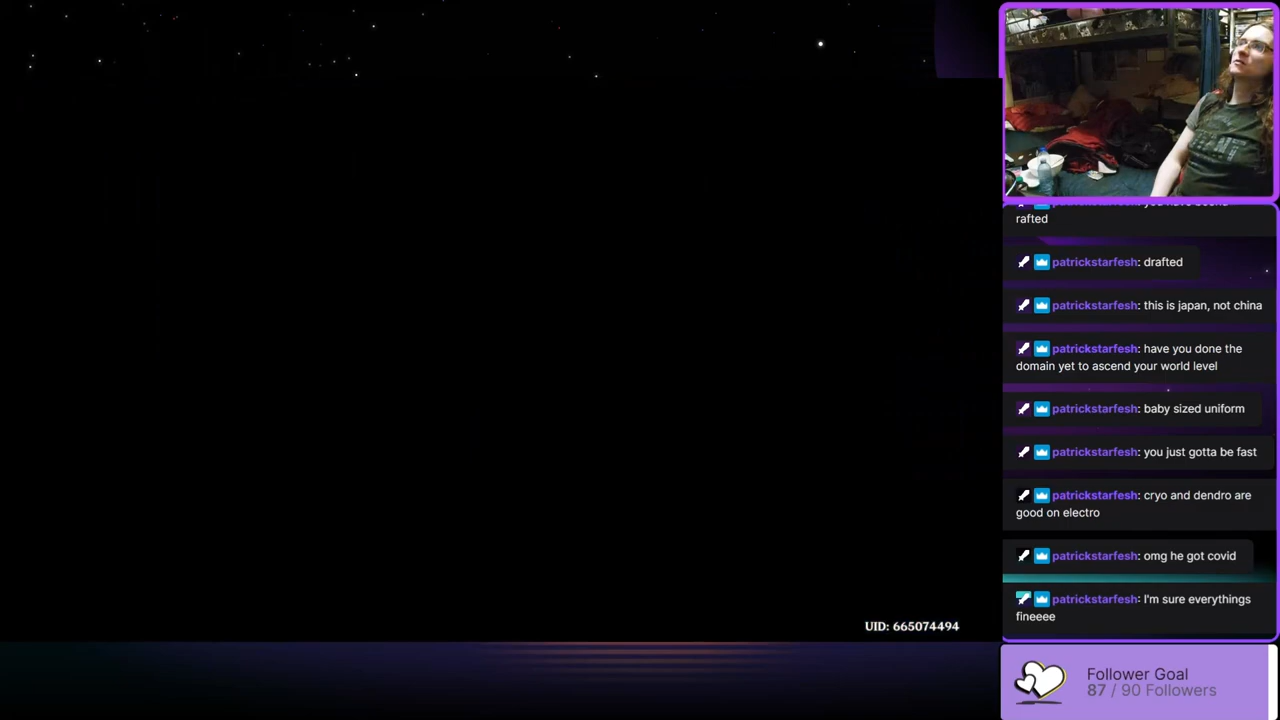 rafted
patrickstarfesh: drafted
patrickstarfesh: this is japan, not china
patrickstarfesh: have you done the
domain yet to ascend your world level
patrickstarfesh: baby sized uniform
patrickstarfesh: you just gotta be fast
patrickstarfesh: cryo and dendro are
good on electro
patrickstarfesh: omg he got covid
patrickstarfesh: I'm sure everythings
fineeee
UID: 665074494
Follower Goal
87 / 90 Followers